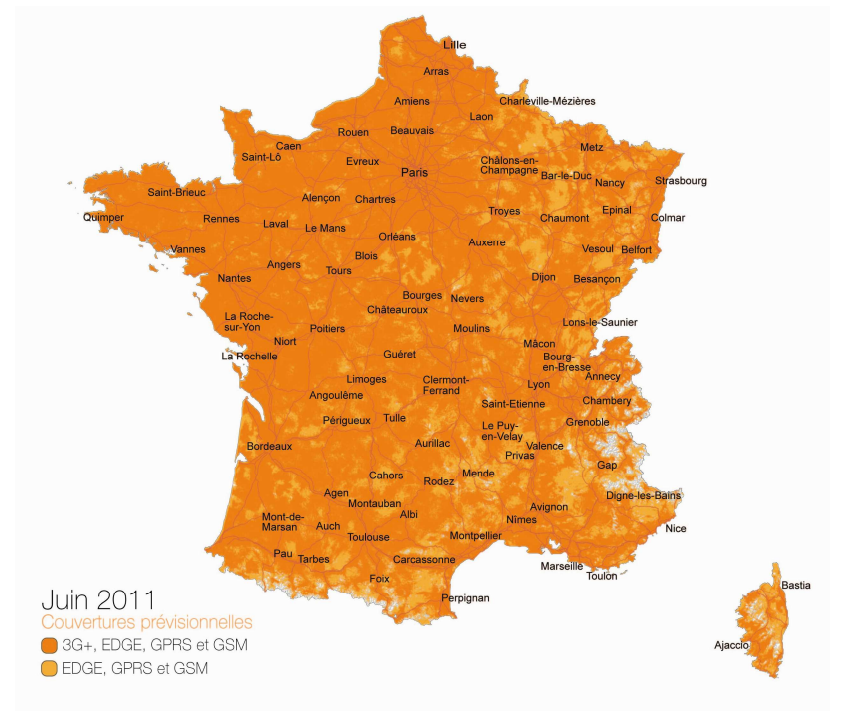 Lille
Arras
Amiens
Charleville-Mézières
Laon
Rouen
Beauvais
Caen
Metz
Saint-Lô
Evreux
Châlons-en-
Champagne
Paris
Bar-le-Duc
Nancy
Strasbourg
Saint-Brieuc
Alençon
Chartres
Troyes
Epinal
Quimper
Rennes
Chaumont
Colmar
Laval
Le Mans
Orléans
Auxerre
Vannes
Vesoul
Belfort
Blois
Angers
Tours
Nantes
Dijon
Besançon
Bourges
Nevers
Châteauroux
La Roche-
sur-Yon
Lons-le-Saunier
Poitiers
Moulins
Niort
Mâcon
La Rochelle
Guéret
Bourg-
en-Bresse
Annecy
Limoges
Clermont-
Ferrand
Lyon
Angoulême
Chambery
Saint-Etienne
Périgueux
Tulle
Grenoble
Le Puy-
en-Velay
Bordeaux
Aurillac
Valence
Privas
Gap
Cahors
Mende
Rodez
Agen
Digne-les-Bains
Montauban
Avignon
Albi
Mont-de-
Marsan
Auch
Nîmes
Nice
Toulouse
Montpellier
Pau
Tarbes
Carcassonne
Marseille
Toulon
Foix
Bastia
Perpignan
Ajaccio
Juin 2011
Couvertures prévisionnelles
3G+, EDGE, GPRS et GSM
EDGE, GPRS et GSM